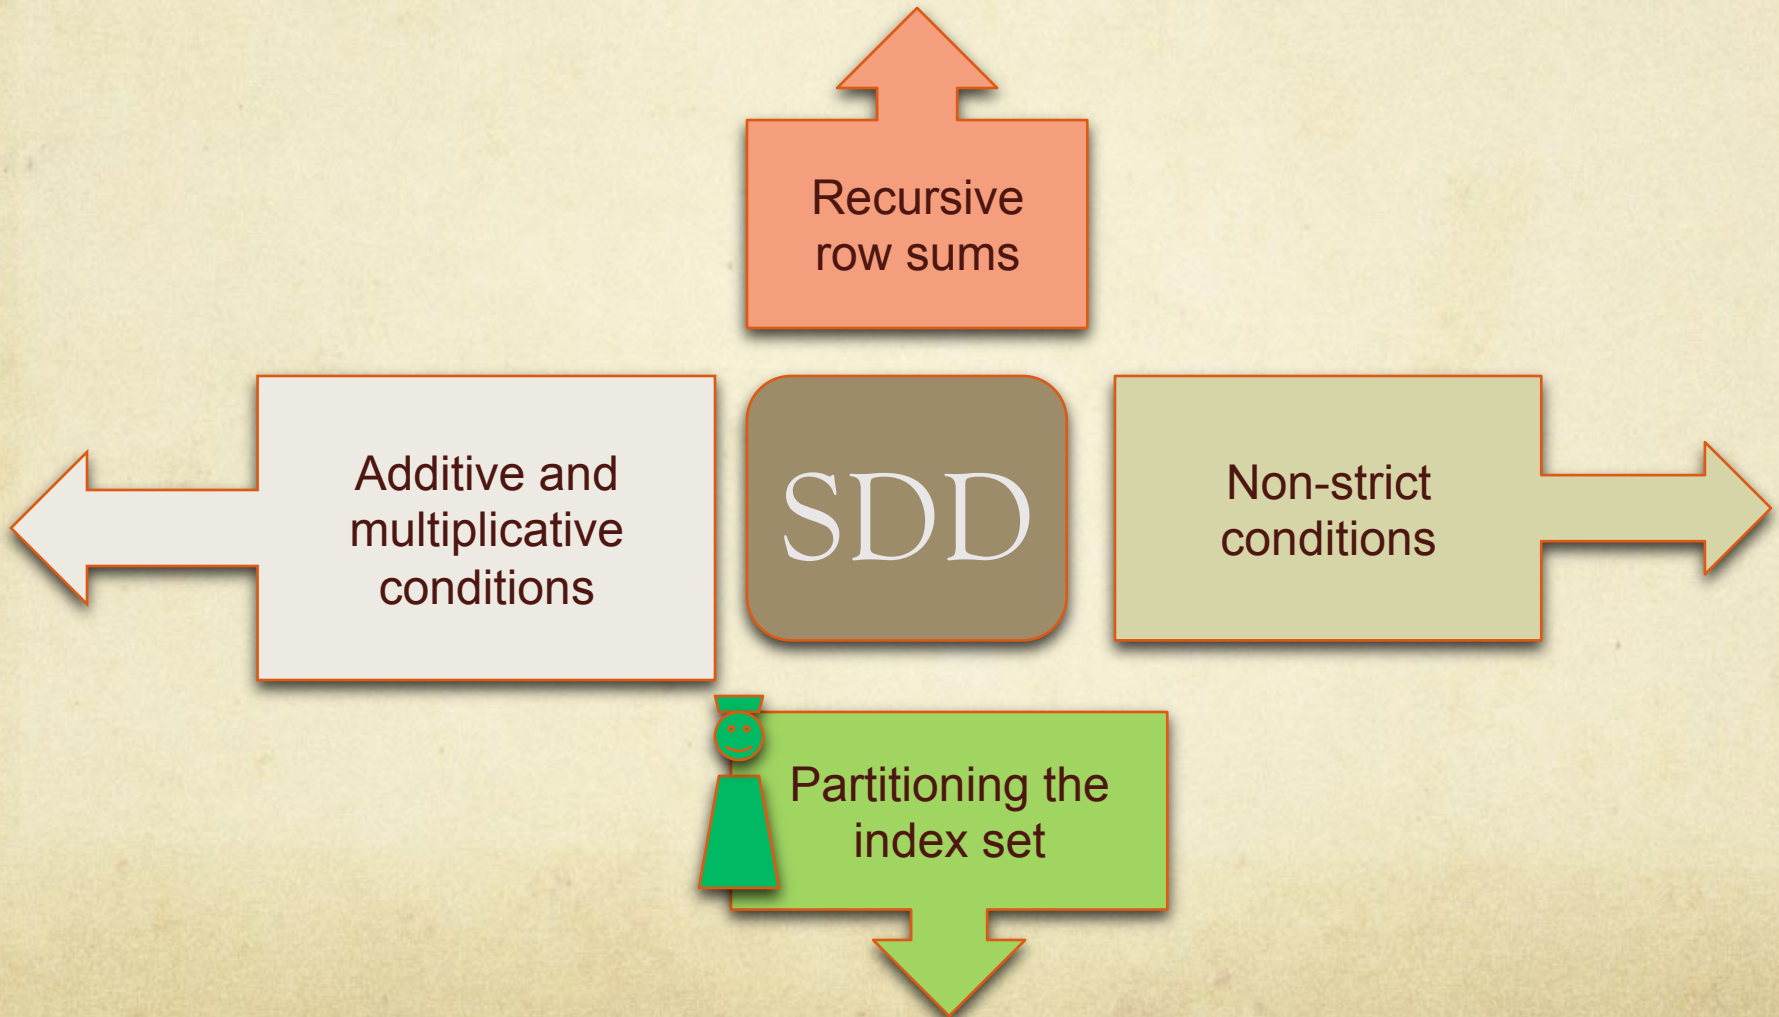 Recursive
row sums
Additive and
multiplicative
conditions
SDD
Non-strict
conditions
Partitioning the
index set